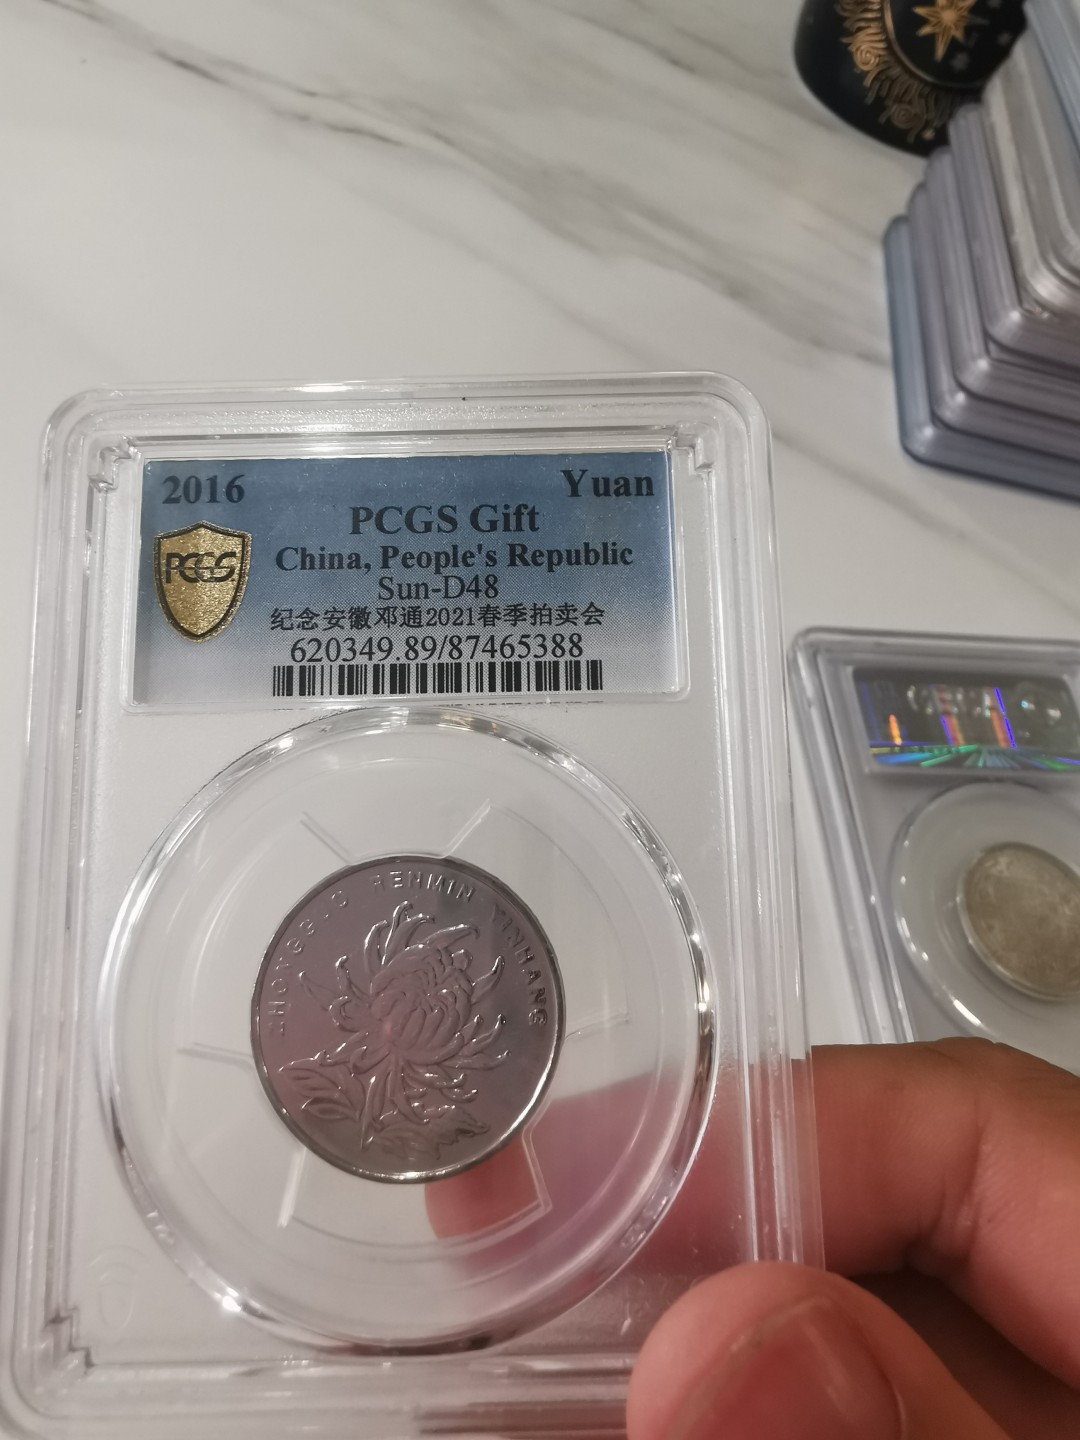 2016 Yuan
PCGS Gift
China, People's Republic
PCGS
Sun-D48
纪念安徽邓通2021春季拍卖会
620349.89/87465388
RENMIN YINHANG